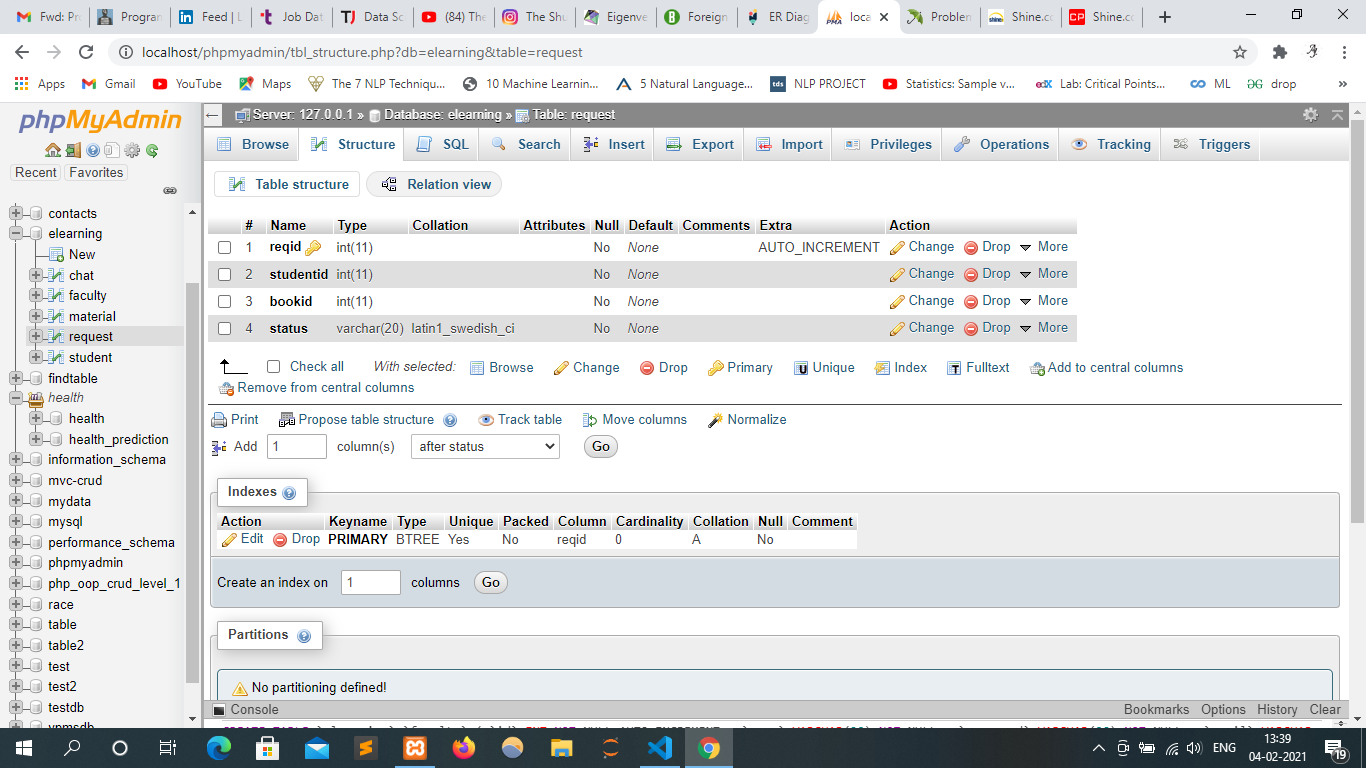 Fwd: Pr
Program
Feed | L
Job Dat
Data Sc
(84) The
The Shu
Eigenve
Foreign
ER Diag
loca
Problen
Shine.co
Shine.co
localhost/phpmyadmin/tbl_structure.php?db=elearning&table=request
Apps
Gmail
YouTube
Maps
The 7 NLP Techniqu...
10 Machine Learnin...
5 Natural Language...
NLP PROJECT
Statistics: Sample v...
Lab: Critical Points...
ML
drop
»
phpMyAdmin
Recent Favorites
contacts
elearning
New
chat
faculty
material
request
student
findtable
health
health
health_prediction
information_schema
mvc-crud
mydata
mysql
performance_schema
phpmyadmin
php_oop_crud_level_1
race
table
table2
test
test2
testdb
Server: 127.0.0.1 » Database: elearning » Table: request
Browse Structure SQL Search Insert Export Import Privileges Operations Tracking Triggers
Table structure Relation view
# Name Type Collation Attributes Null Default Comments Extra Action
1 reqid int(11) No None AUTO_INCREMENT Change Drop More
2 studentid int(11) No None Change Drop More
3 bookid int(11) No None Change Drop More
4 status varchar(20) latin1_swedish_ci No None Change Drop More
Check all With selected: Browse Change Drop Primary Unique Index Fulltext Add to central columns
Remove from central columns
Print Propose table structure Track table Move columns Normalize
Add 1 column(s) after status Go
Indexes
Action Keyname Type Unique Packed Column Cardinality Collation Null Comment
Edit Drop PRIMARY BTREE Yes No reqid 0 A No
Create an index on 1 columns Go
Partitions
No partitioning defined!
Console Bookmarks Options History Clear
ENG
13:39
04-02-2021
19